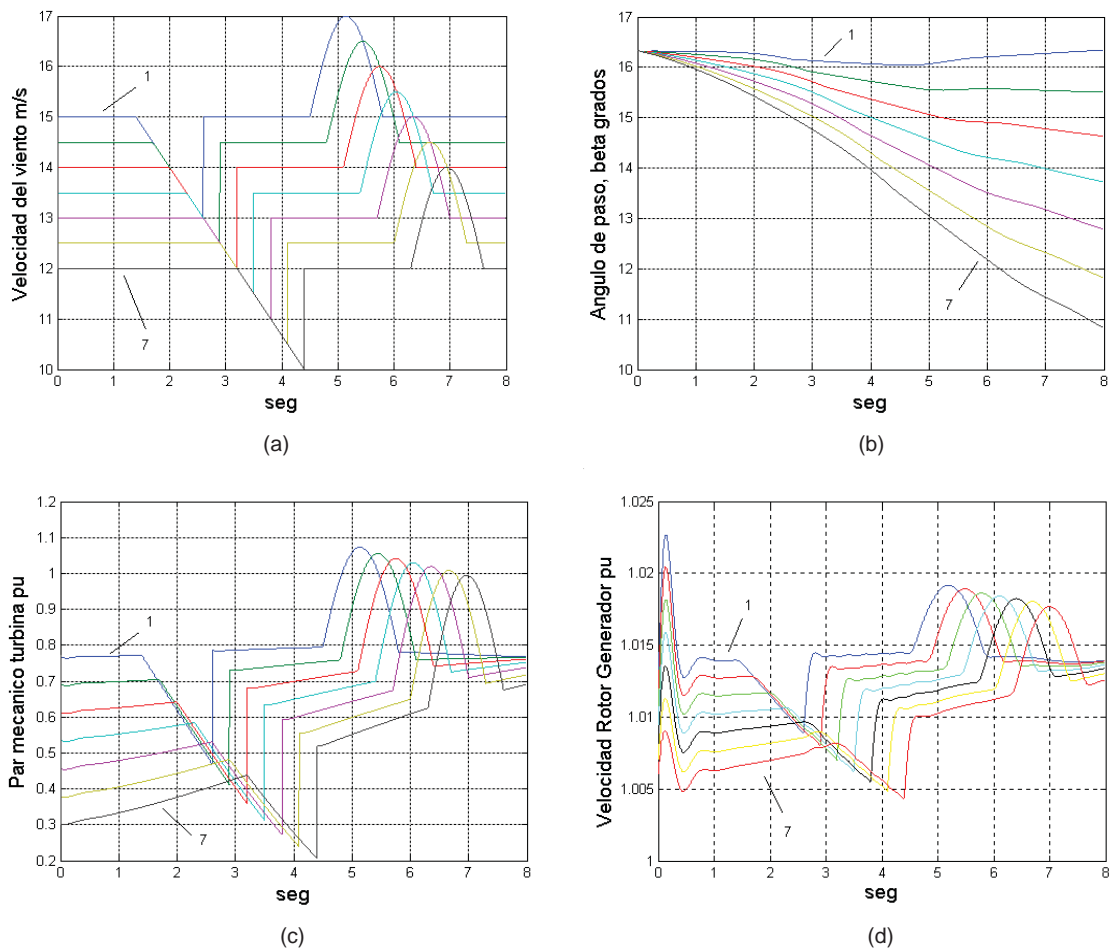 17
16
15
14
13
12
11
10
Velocidad del viento m/s
1
7
0 1 2 3 4 5 6 7 8
seg
(a)
17
16
15
14
13
12
11
10
Angulo de paso, beta grados
1
7
0 1 2 3 4 5 6 7 8
seg
(b)
1.2
1.1
1
0.9
0.8
0.7
0.6
0.5
0.4
0.3
0.2
Par mecanico turbina pu
1
7
0 1 2 3 4 5 6 7 8
seg
(c)
1.025
1.02
1.015
1.01
1.005
1
Velocidad Rotor Generador pu
1
7
0 1 2 3 4 5 6 7 8
seg
(d)